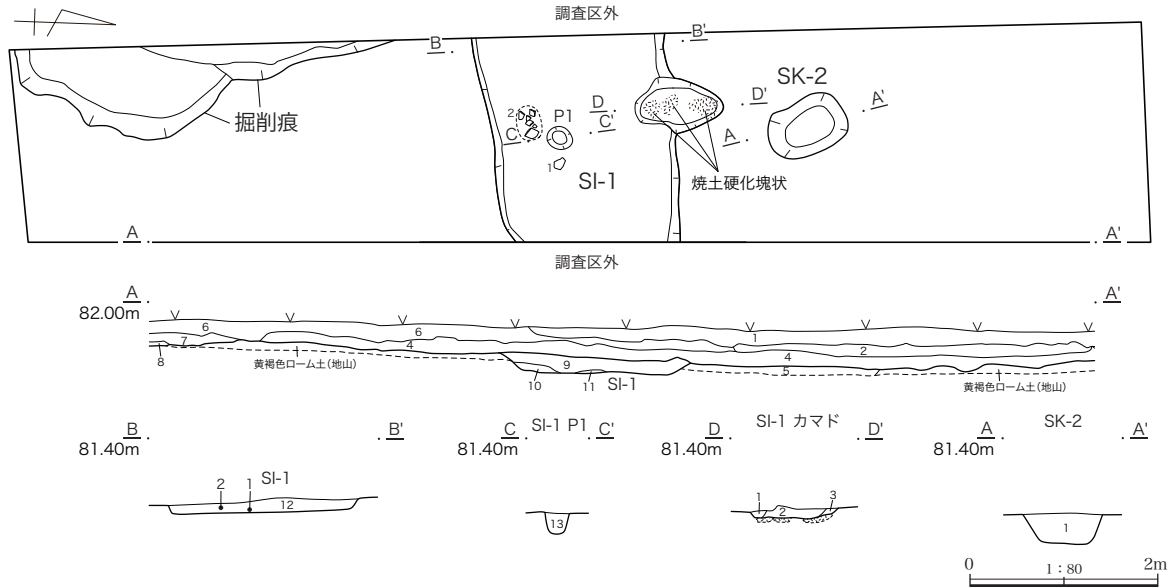 調査区外
B
B'
SK-2
D
D'
A'
2
P1
C
C'
A
掘削痕
1
SI-1
焼土硬化塊状
A
A'
調査区外
A
A'
82.00m
6
6
1
7
4
4
2
8
黄褐色ローム土(地山)
9
5
黄褐色ローム土(地山)
10
11
SI-1
B
B'
C
SI-1 P1
C'
D
SI-1 カマド
D'
A
SK-2
A'
81.40m
81.40m
81.40m
81.40m
2
1
SI-1
12
13
1
2
3
1
0
1：80
2m